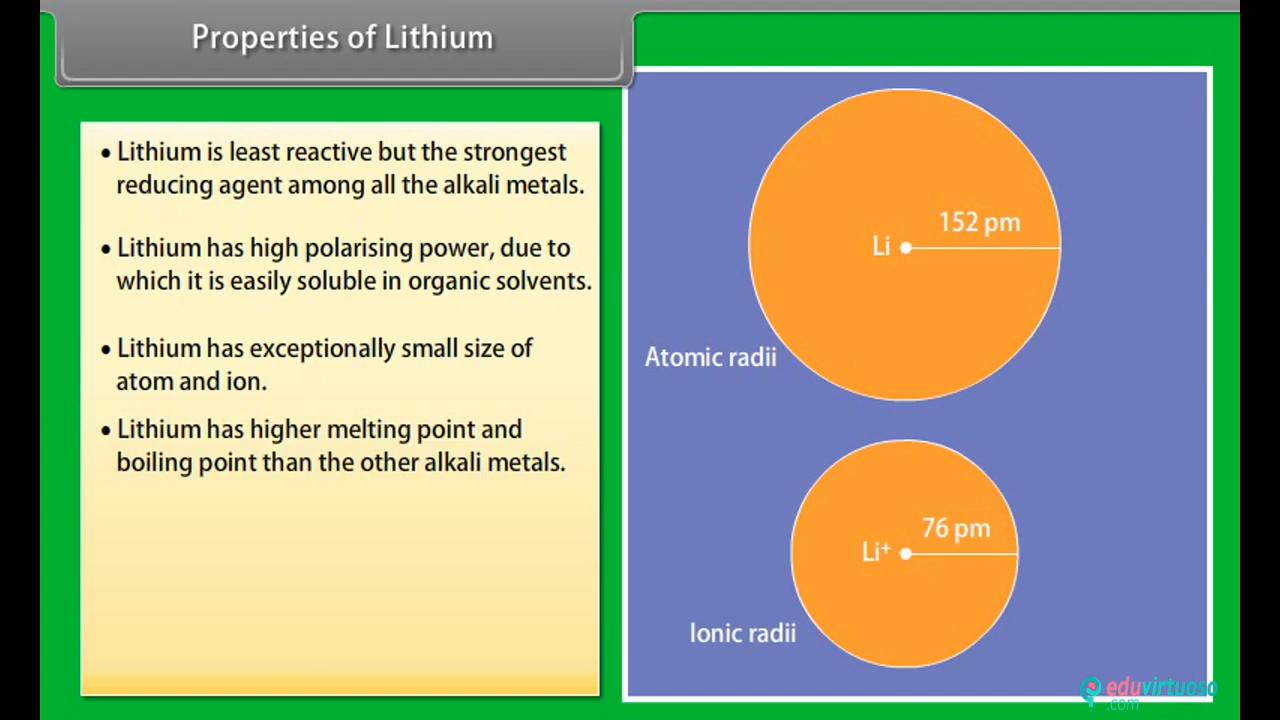 Properties of Lithium
• Lithium is least reactive but the strongest
reducing agent among all the alkali metals.
• Lithium has high polarising power, due to
which it is easily soluble in organic solvents.
• Lithium has exceptionally small size of
atom and ion.
• Lithium has higher melting point and
boiling point than the other alkali metals.
152 pm
Li
Atomic radii
76 pm
Li⁺
Ionic radii
eduvirtuoso
.com